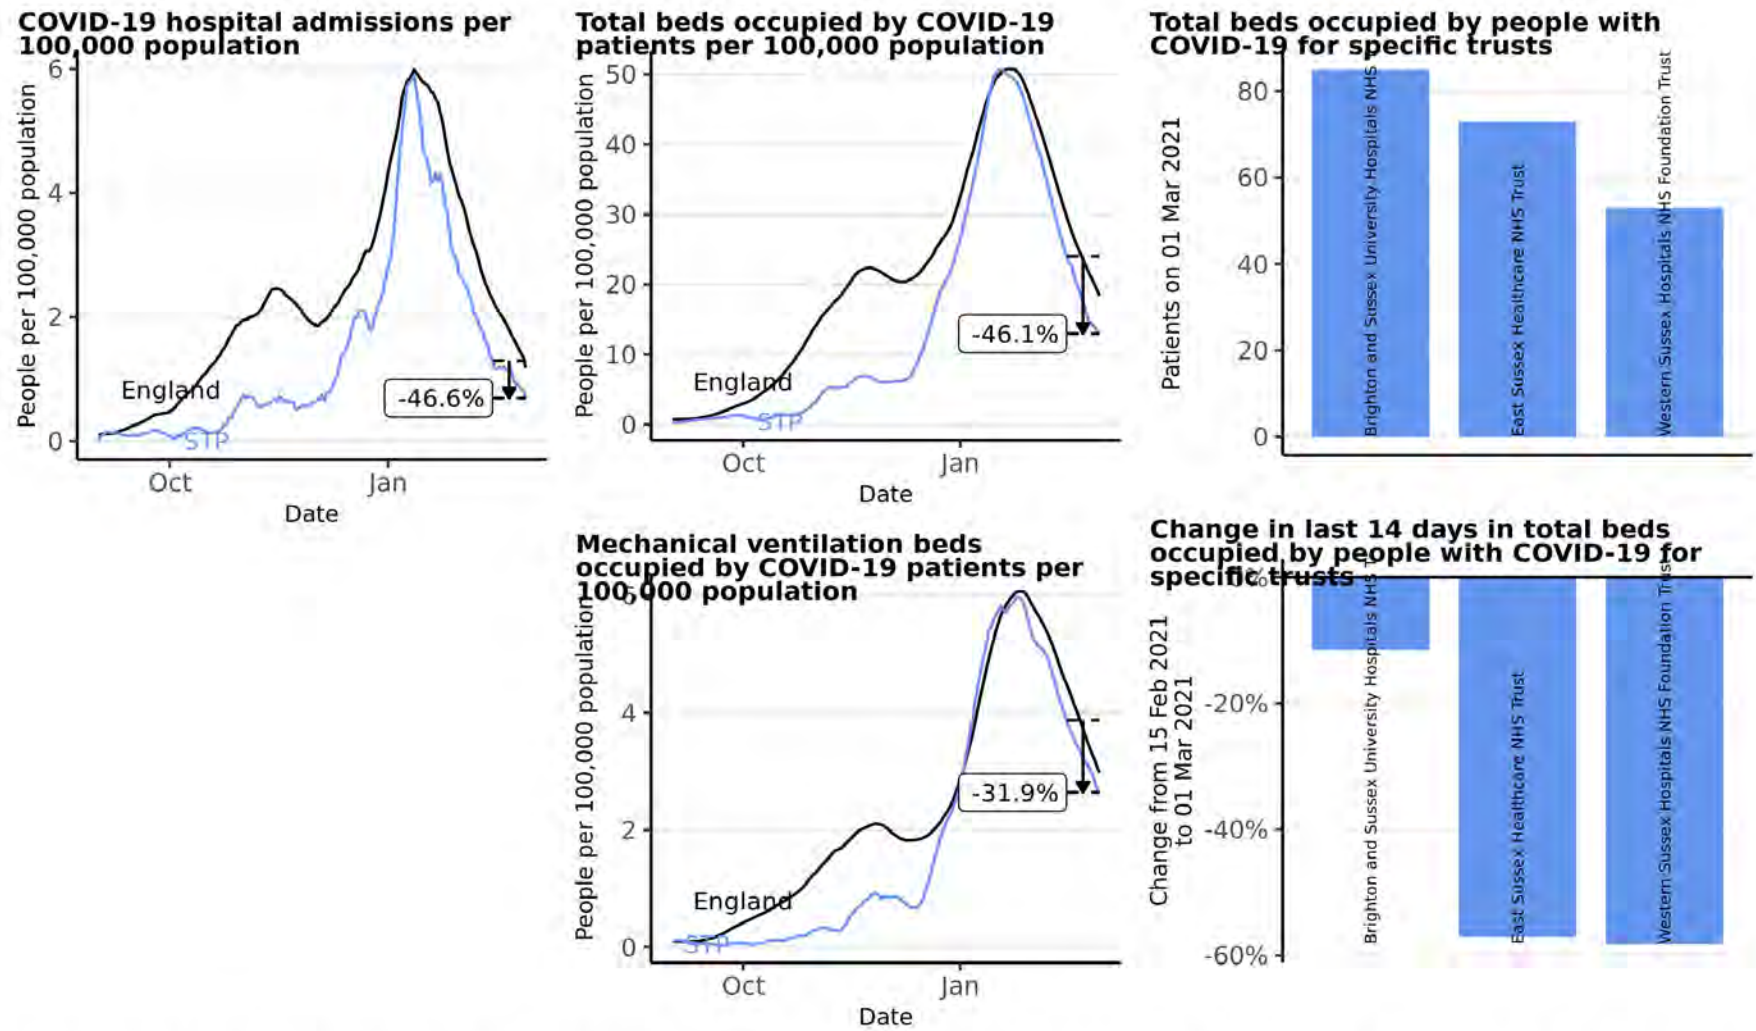 COVID-19 hospital admissions per
100,000 population
People per 100,000 population
6
4
2
0
England
STP
-46.6%
Oct
Jan
Date
Total beds occupied by COVID-19
patients per 100,000 population
People per 100,000 population
50
40
30
20
10
0
England
STP
-46.1%
Oct
Jan
Date
Total beds occupied by people with
COVID-19 for specific trusts
Patients on 01 Mar 2021
80
60
40
20
0
Brighton and Sussex University Hospitals NHS
East Sussex Healthcare NHS Trust
Western Sussex Hospitals NHS Foundation Trust
Mechanical ventilation beds
occupied by COVID-19 patients per
100,000 population
People per 100,000 population
6
4
2
0
England
STP
-31.9%
Oct
Jan
Date
Change in last 14 days in total beds
occupied by people with COVID-19 for
specific trusts
Change from 15 Feb 2021
to 01 Mar 2021
0%
-20%
-40%
-60%
Brighton and Sussex University Hospitals NHS
East Sussex Healthcare NHS Trust
Western Sussex Hospitals NHS Foundation Trust